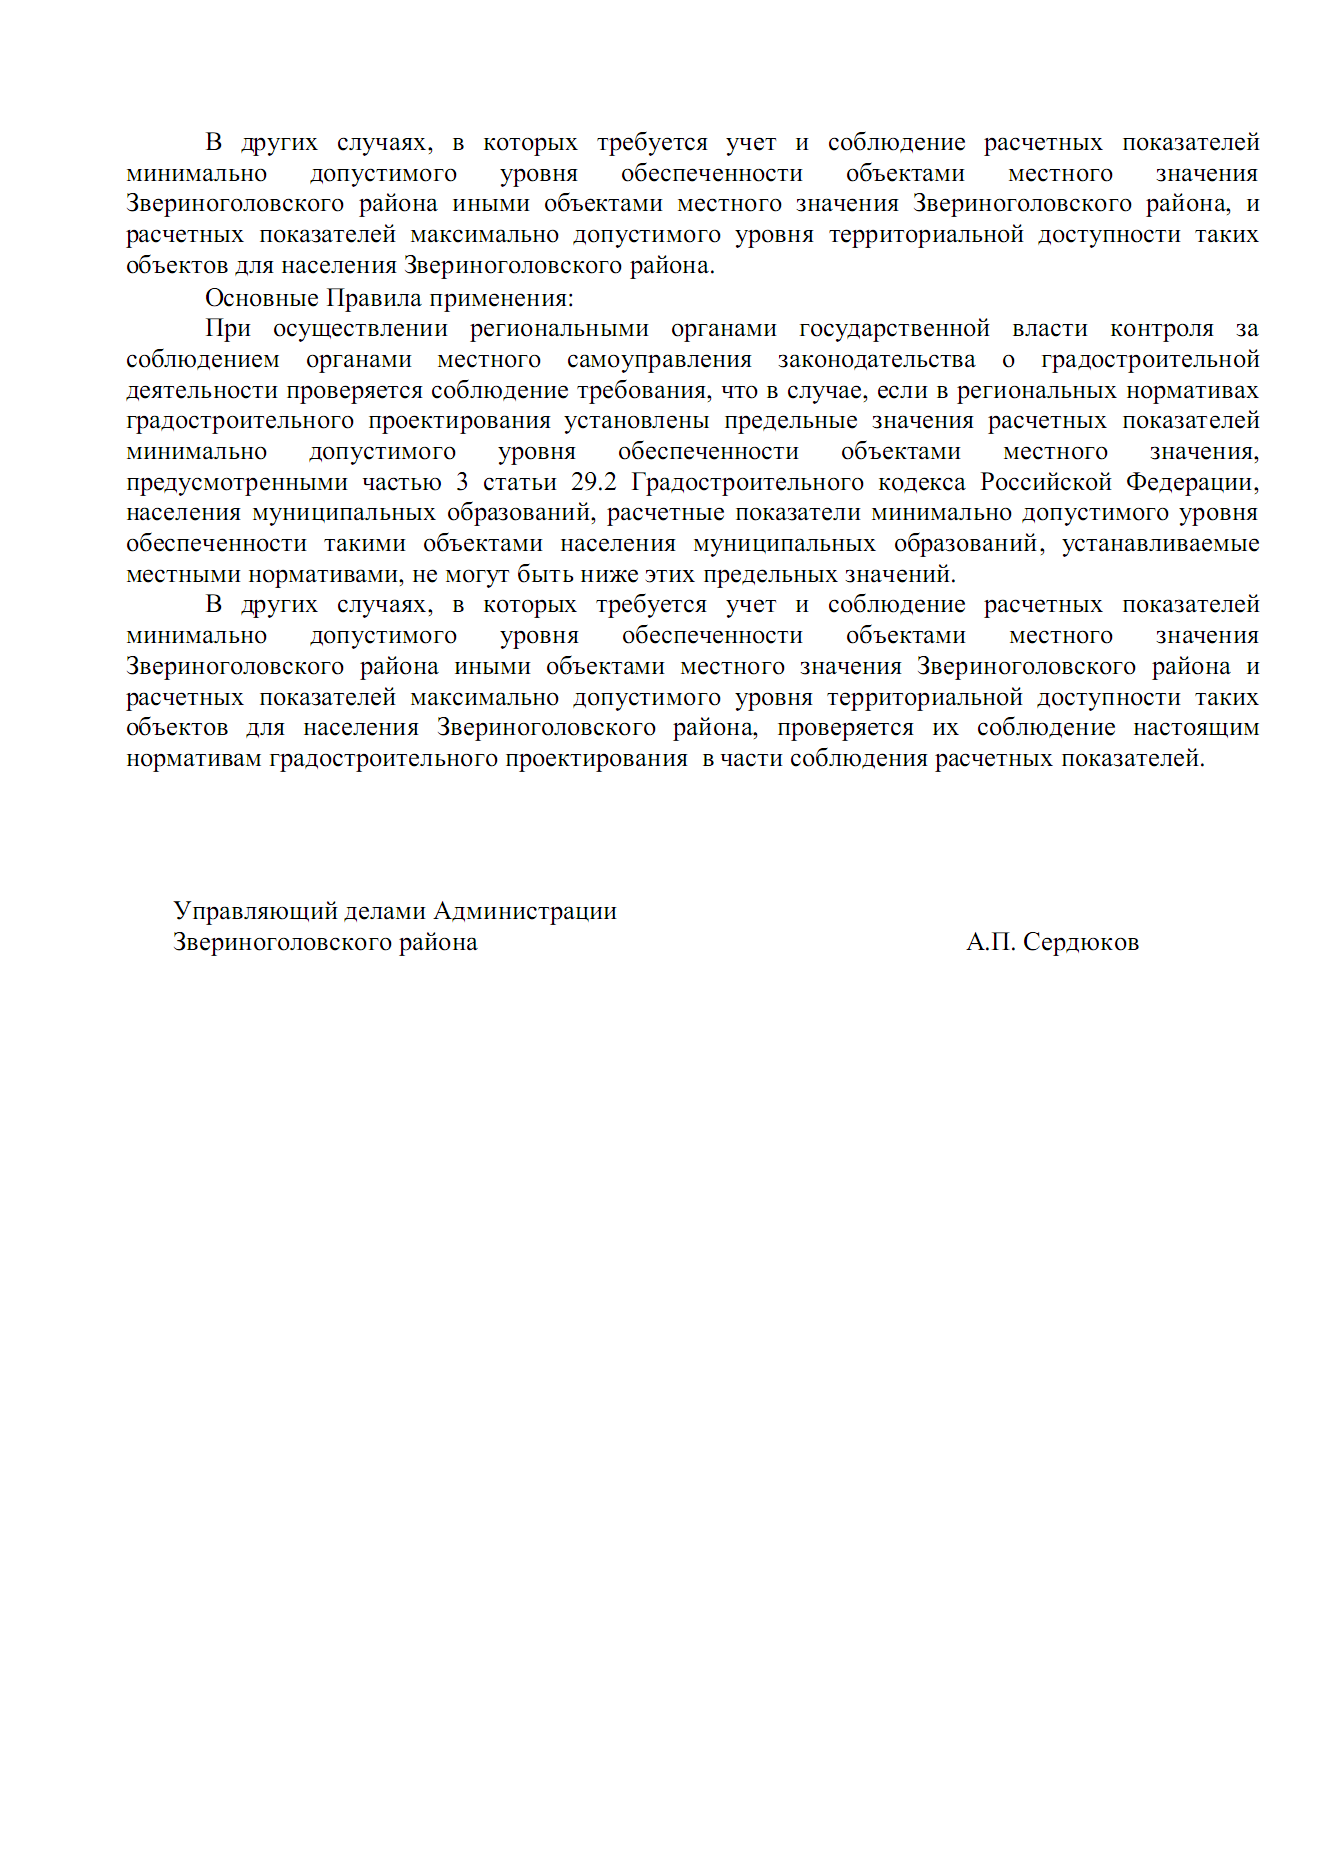 В других случаях, в которых требуется учет и соблюдение расчетных показателей
минимально допустимого уровня обеспеченности объектами местного значения
Звериноголовского района иными объектами местного значения Звериноголовского района, и
расчетных показателей максимально допустимого уровня территориальной доступности таких
объектов для населения Звериноголовского района.
Основные Правила применения:
При осуществлении региональными органами государственной власти контроля за
соблюдением органами местного самоуправления законодательства о градостроительной
деятельности проверяется соблюдение требования, что в случае, если в региональных нормативах
градостроительного проектирования установлены предельные значения расчетных показателей
минимально допустимого уровня обеспеченности объектами местного значения,
предусмотренными частью 3 статьи 29.2 Градостроительного кодекса Российской Федерации,
населения муниципальных образований, расчетные показатели минимально допустимого уровня
обеспеченности такими объектами населения муниципальных образований, устанавливаемые
местными нормативами, не могут быть ниже этих предельных значений.
В других случаях, в которых требуется учет и соблюдение расчетных показателей
минимально допустимого уровня обеспеченности объектами местного значения
Звериноголовского района иными объектами местного значения Звериноголовского района и
расчетных показателей максимально допустимого уровня территориальной доступности таких
объектов для населения Звериноголовского района, проверяется их соблюдение настоящим
нормативам градостроительного проектирования  в части соблюдения расчетных показателей.
Управляющий делами Администрации
Звериноголовского района А.П. Сердюков